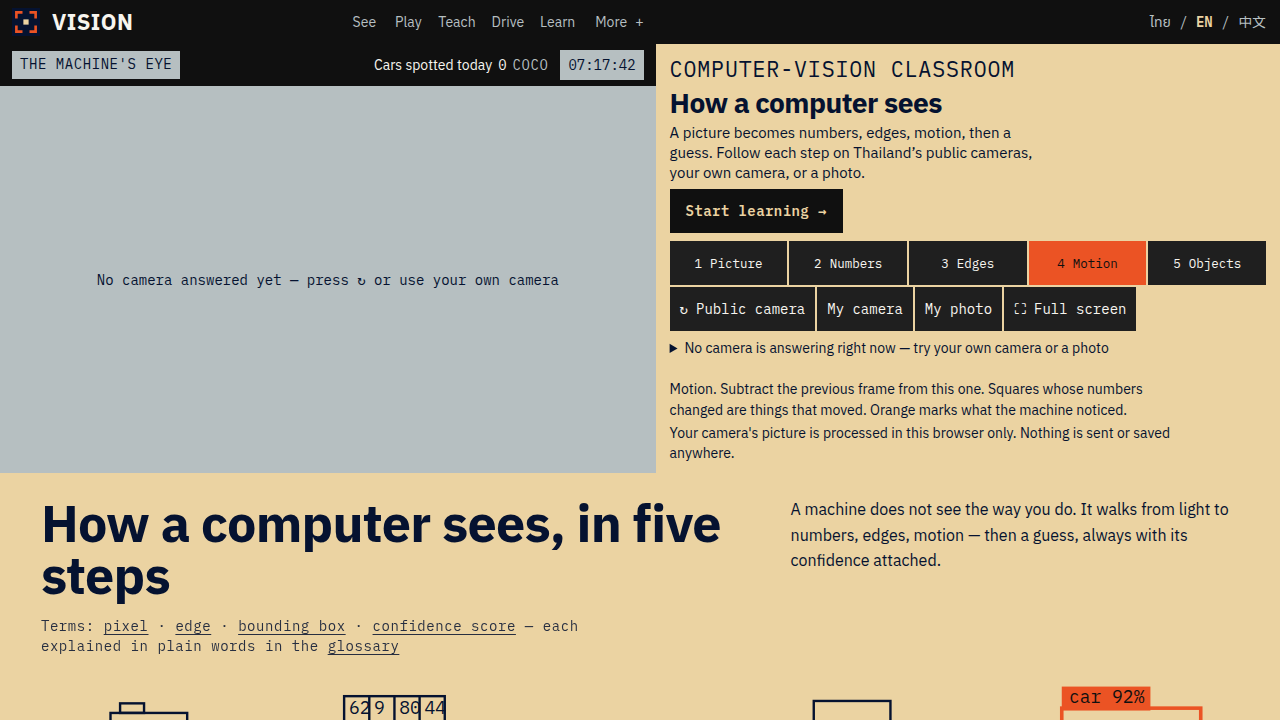 VISION
See Play Teach Drive Learn More +
ไทย / EN / 中文
THE MACHINE'S EYE
Cars spotted today 0 COCO 07:17:42
No camera answered yet — press ↻ or use your own camera
COMPUTER-VISION CLASSROOM
How a computer sees
A picture becomes numbers, edges, motion, then a
guess. Follow each step on Thailand’s public cameras,
your own camera, or a photo.
Start learning →
1 Picture 2 Numbers 3 Edges 4 Motion 5 Objects
↻ Public camera My camera My photo ⛶ Full screen
▶ No camera is answering right now — try your own camera or a photo
Motion. Subtract the previous frame from this one. Squares whose numbers
changed are things that moved. Orange marks what the machine noticed.
Your camera's picture is processed in this browser only. Nothing is sent or saved
anywhere.
How a computer sees, in five
steps
A machine does not see the way you do. It walks from light to
numbers, edges, motion — then a guess, always with its
confidence attached.
Terms: pixel · edge · bounding box · confidence score — each
explained in plain words in the glossary
62 9 80 44
car 92%